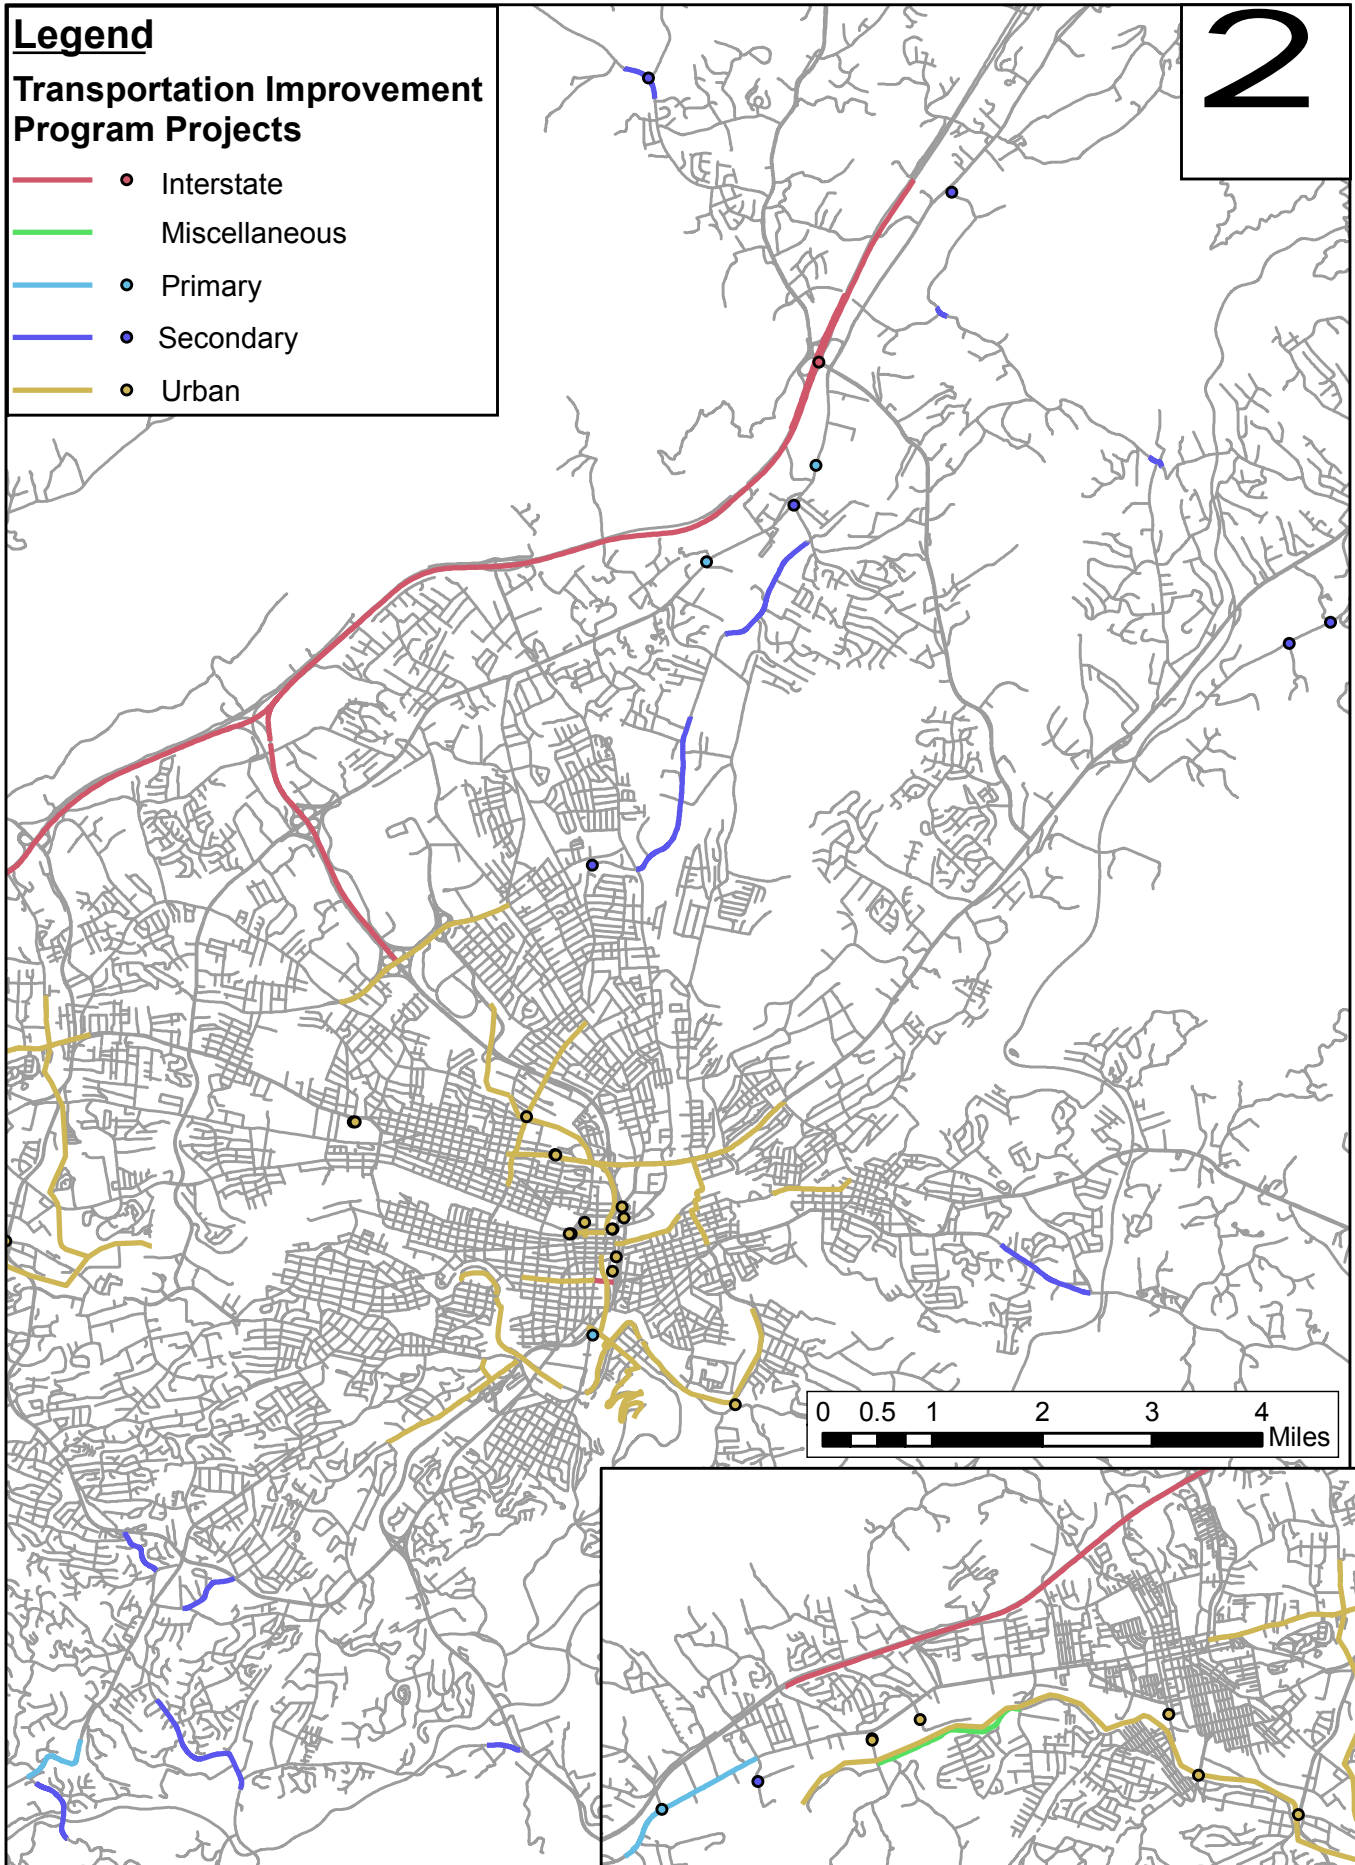 Legend
Transportation Improvement
Program Projects
Interstate
Miscellaneous
Primary
Secondary
Urban
2
0 0.5 1 2 3 4
Miles